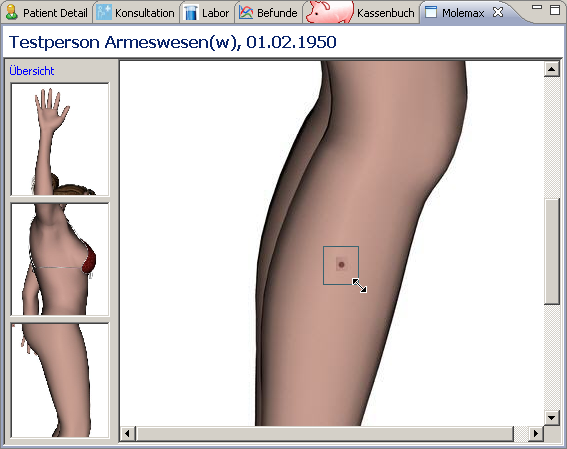 Patient Detail Konsultation Labor Befunde Kassenbuch Molemax
Testperson Armeswesen(w), 01.02.1950
Übersicht